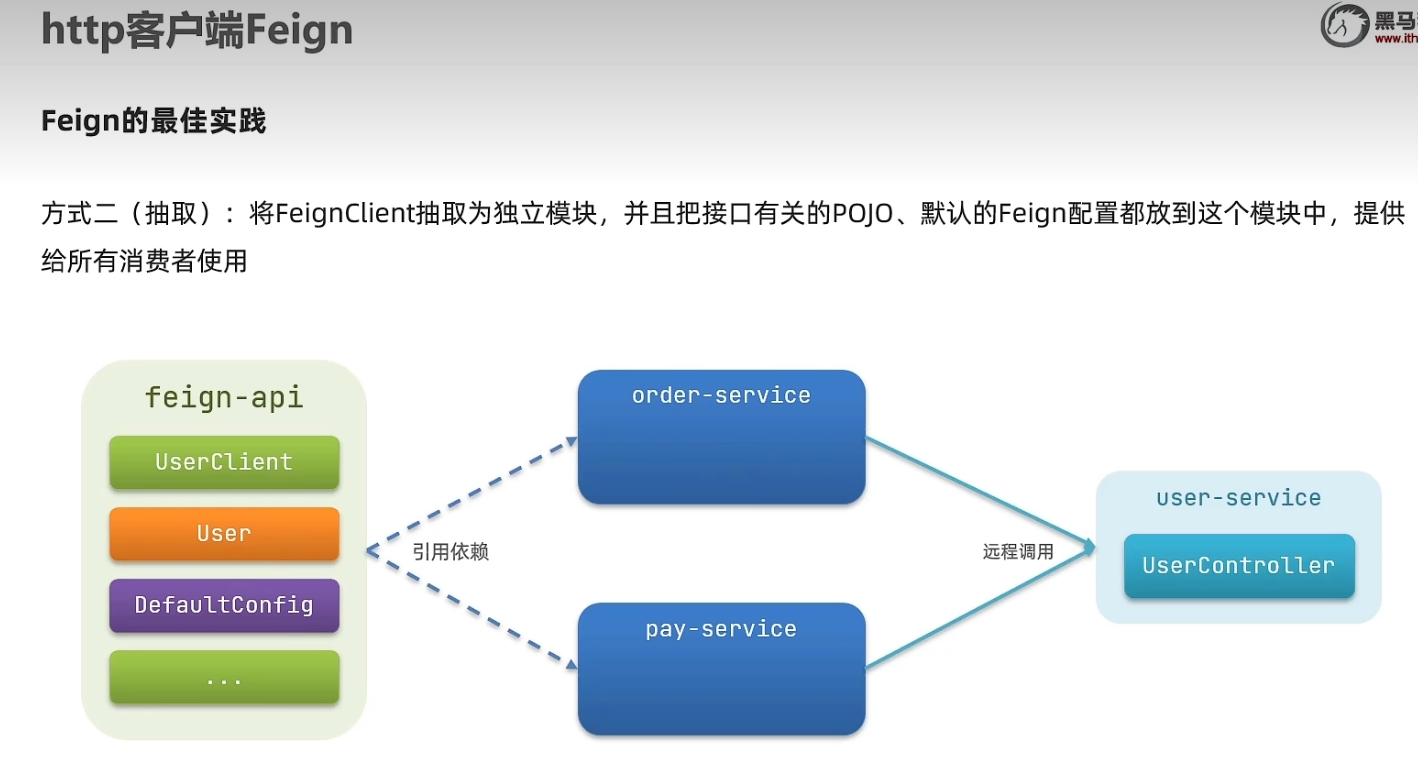 http客户端Feign
黑马
www.ith
Feign的最佳实践
方式二（抽取）：将FeignClient抽取为独立模块，并且把接口有关的POJO、默认的Feign配置都放到这个模块中，提供
给所有消费者使用
feign-api
UserClient
User
DefaultConfig
...
引用依赖
order-service
pay-service
远程调用
user-service
UserController